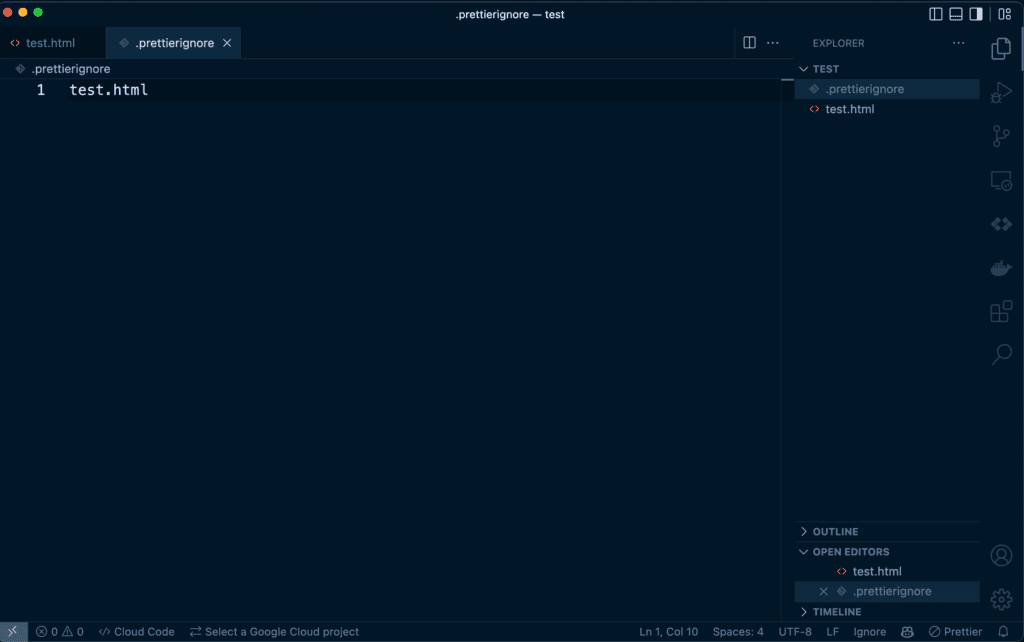 .prettierignore — test
test.html
.prettierignore
.prettierignore
1 test.html
EXPLORER
TEST
.prettierignore
test.html
OUTLINE
OPEN EDITORS
test.html
.prettierignore
TIMELINE
0 0 Cloud Code Select a Google Cloud project Ln 1, Col 10 Spaces: 4 UTF-8 LF Ignore Prettier